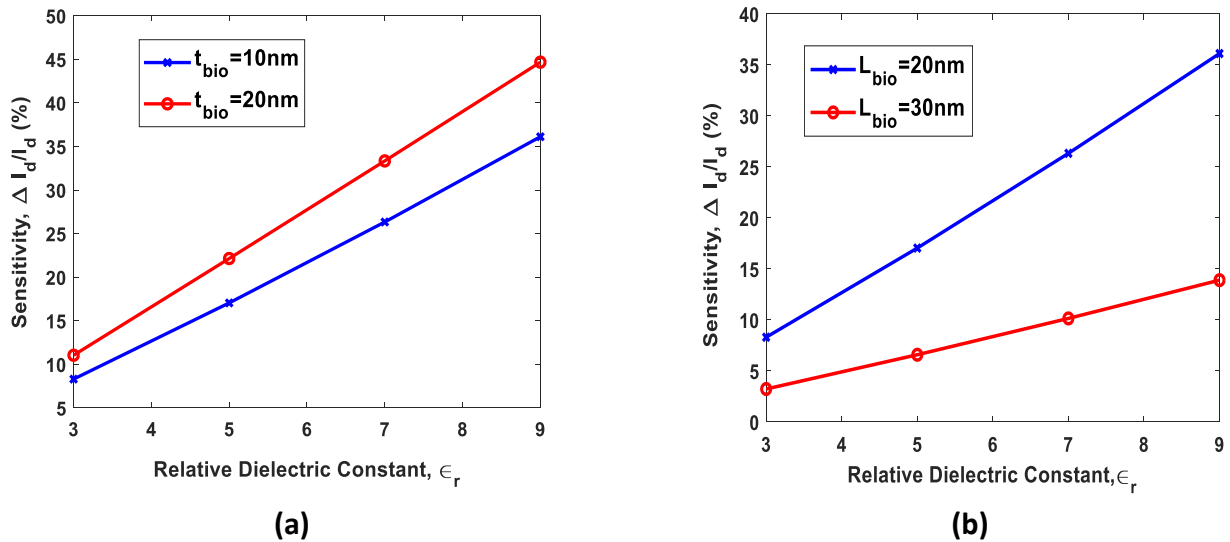 50
45
40
35
30
25
20
15
10
5
3 4 5 6 7 8 9
Sensitivity, Δ I_d/I_d (%)
t_bio=10nm
t_bio=20nm
Relative Dielectric Constant, ϵ_r
(a)
40
35
30
25
20
15
10
5
0
3 4 5 6 7 8 9
Sensitivity, Δ I_d/I_d (%)
L_bio=20nm
L_bio=30nm
Relative Dielectric Constant,ϵ_r
(b)